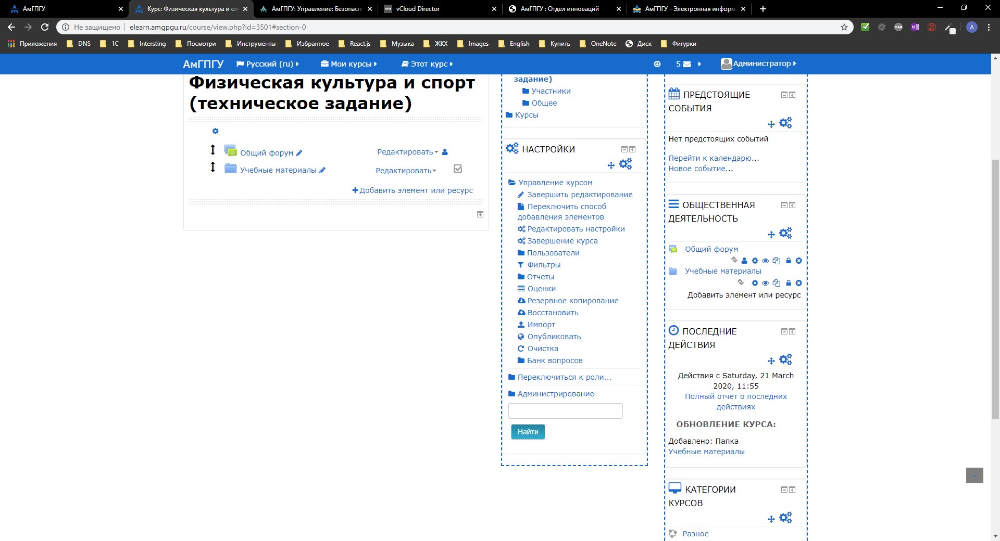 АмГПГУ
Курс: Физическая культура и сп
АмГПГУ: Управление: Безопасн
vCloud Director
АмГПГУ : Отдел инноваций
АмГПГУ - Электронная информ
Не защищено
elearn.amgpgu.ru/course/view.php?id=3501#section-0
A
Приложения
DNS
1C
Intersting
Посмотри
Инструменты
Избранное
React.js
Музыка
ЖКХ
Images
English
Купить
OneNote
Диск
Фигурки
АмГПГУ
Русский (ru)
Мои курсы
Этот курс
5
Администратор
Физическая культура и спорт
(техническое задание)
Общий форум
Редактировать
Учебные материалы
Редактировать
Добавить элемент или ресурс
задание)
Участники
Общее
Курсы
НАСТРОЙКИ
Управление курсом
Завершить редактирование
Переключить способ
добавления элементов
Редактировать настройки
Завершение курса
Пользователи
Фильтры
Отчеты
Оценки
Резервное копирование
Восстановить
Импорт
Опубликовать
Очистка
Банк вопросов
Переключиться к роли...
Администрирование
Найти
ПРЕДСТОЯЩИЕ
СОБЫТИЯ
Нет предстоящих событий
Перейти к календарю...
Новое событие...
ОБЩЕСТВЕННАЯ
ДЕЯТЕЛЬНОСТЬ
Общий форум
Учебные материалы
Добавить элемент или ресурс
ПОСЛЕДНИЕ
ДЕЙСТВИЯ
Действия с Saturday, 21 March
2020, 11:55
Полный отчет о последних
действиях
ОБНОВЛЕНИЕ КУРСА:
Добавлено: Папка
Учебные материалы
КАТЕГОРИИ
КУРСОВ
Разное